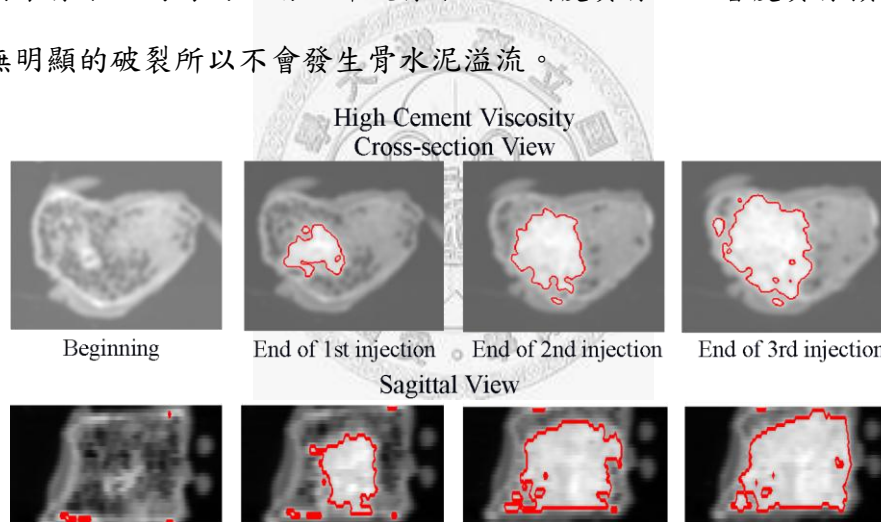 無明顯的破裂所以不會發生骨水泥溢流。
High Cement Viscosity
Cross-section View
Beginning
End of 1st injection
End of 2nd injection
End of 3rd injection
Sagittal View